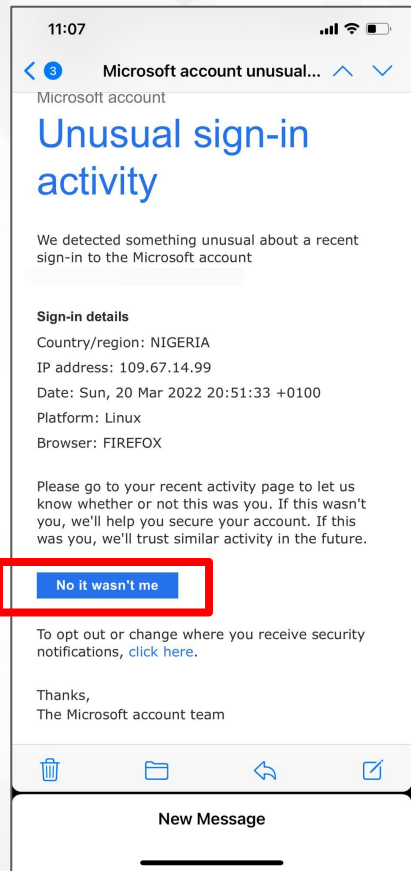 11:07
3 Microsoft account unusual...
Microsoft account
Unusual sign-in
activity
We detected something unusual about a recent
sign-in to the Microsoft account
Sign-in details
Country/region: NIGERIA
IP address: 109.67.14.99
Date: Sun, 20 Mar 2022 20:51:33 +0100
Platform: Linux
Browser: FIREFOX
Please go to your recent activity page to let us
know whether or not this was you. If this wasn't
you, we'll help you secure your account. If this
was you, we'll trust similar activity in the future.
No it wasn't me
To opt out or change where you receive security
notifications, click here.
Thanks,
The Microsoft account team
New Message